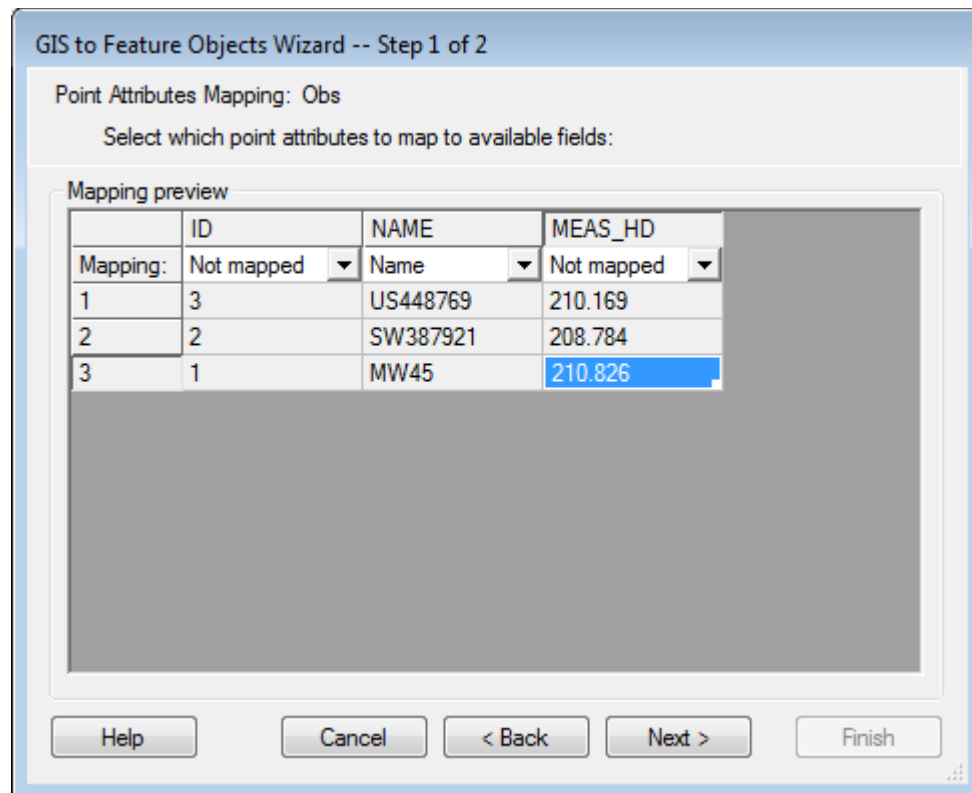 GIS to Feature Objects Wizard -- Step 1 of 2
Point Attributes Mapping: Obs
Select which point attributes to map to available fields:
Mapping preview
ID NAME MEAS_HD
Mapping: Not mapped Name Not mapped
1 3 US448769 210.169
2 2 SW387921 208.784
3 1 MW45 210.826
Help Cancel < Back Next > Finish